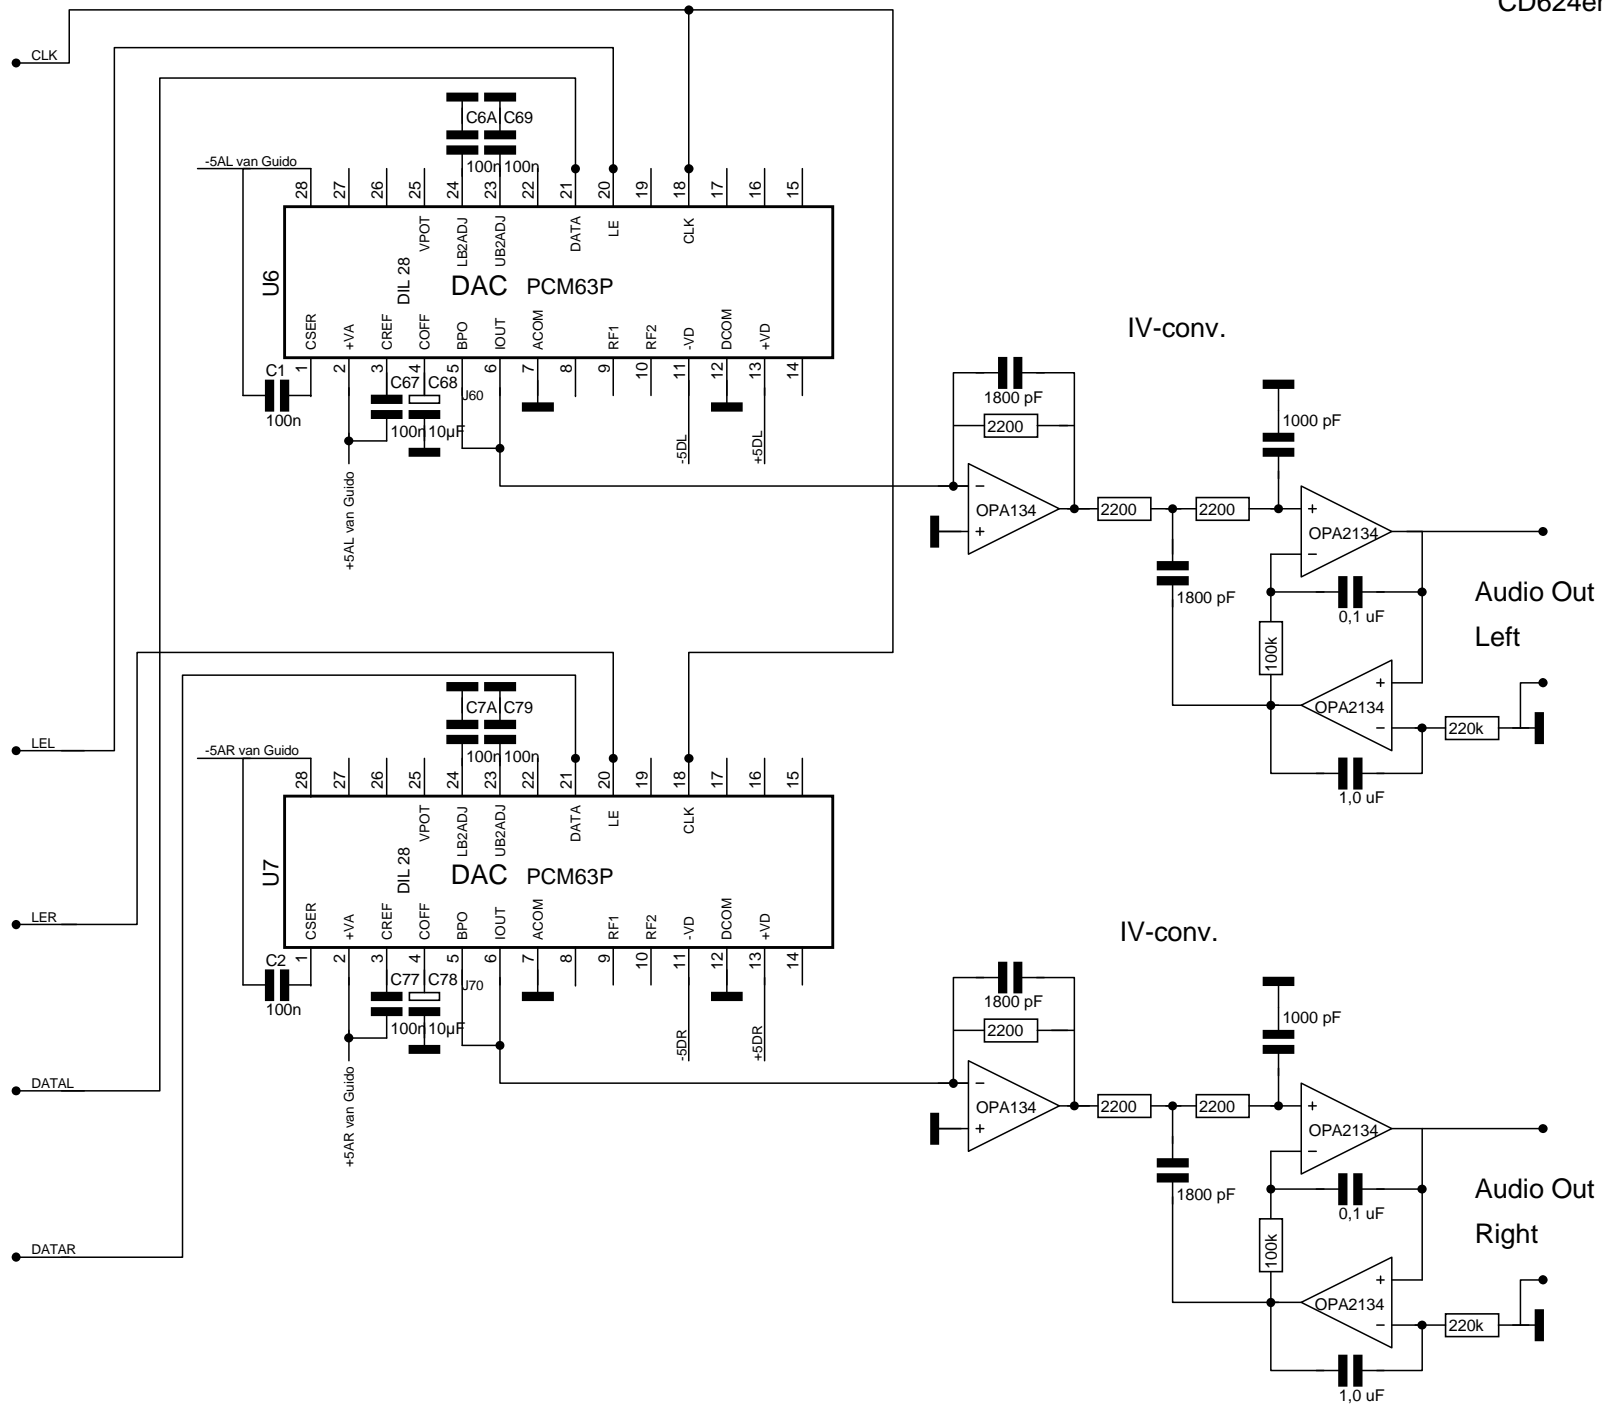 CD624er
CLK
C6A C69
100n 100n
-5AL van Guido
28 27 26 25 24 23 22 21 20 19 18 17 16 15
VPOT LB2ADJ UB2ADJ DATA LE CLK
U6
DIL 28
DAC PCM63P
CSER +VA CREF COFF BPO IOUT ACOM RF1 RF2 -VD DCOM +VD
1 2 3 4 5 6 7 8 9 10 11 12 13 14
C1
100n
C67 C68
J60
100n 10µF
-5DL
+5DL
+5AL van Guido
IV-conv.
1800 pF
2200
1000 pF
OPA134
2200
2200
OPA2134
1800 pF
0,1 uF
100k
Audio Out
Left
OPA2134
220k
1,0 uF
LEL
C7A C79
100n 100n
-5AR van Guido
28 27 26 25 24 23 22 21 20 19 18 17 16 15
VPOT LB2ADJ UB2ADJ DATA LE CLK
U7
DIL 28
DAC PCM63P
LER
CSER +VA CREF COFF BPO IOUT ACOM RF1 RF2 -VD DCOM +VD
1 2 3 4 5 6 7 8 9 10 11 12 13 14
C2
100n
C77 C78
J70
100n 10µF
-5DR
+5DR
+5AR van Guido
DATAL
DATAR
IV-conv.
1800 pF
2200
1000 pF
OPA134
2200
2200
OPA2134
1800 pF
0,1 uF
100k
Audio Out
Right
OPA2134
220k
1,0 uF
+
−
+
−
+
−
+
−
+
−
+
−